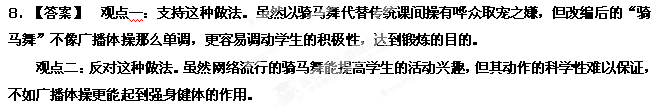 8.【答案】 观点一：支持这种做法。虽然以骑马舞代替传统课间操有哗众取宠之嫌，但改编后的“骑
马舞”不像广播体操那么单调，更容易调动学生的积极性，达到锻炼的目的。
观点二：反对这种做法。虽然网络流行的骑马舞能提高学生的活动兴趣，但其动作的科学性难以保证，
不如广播体操更能起到强身健体的作用。